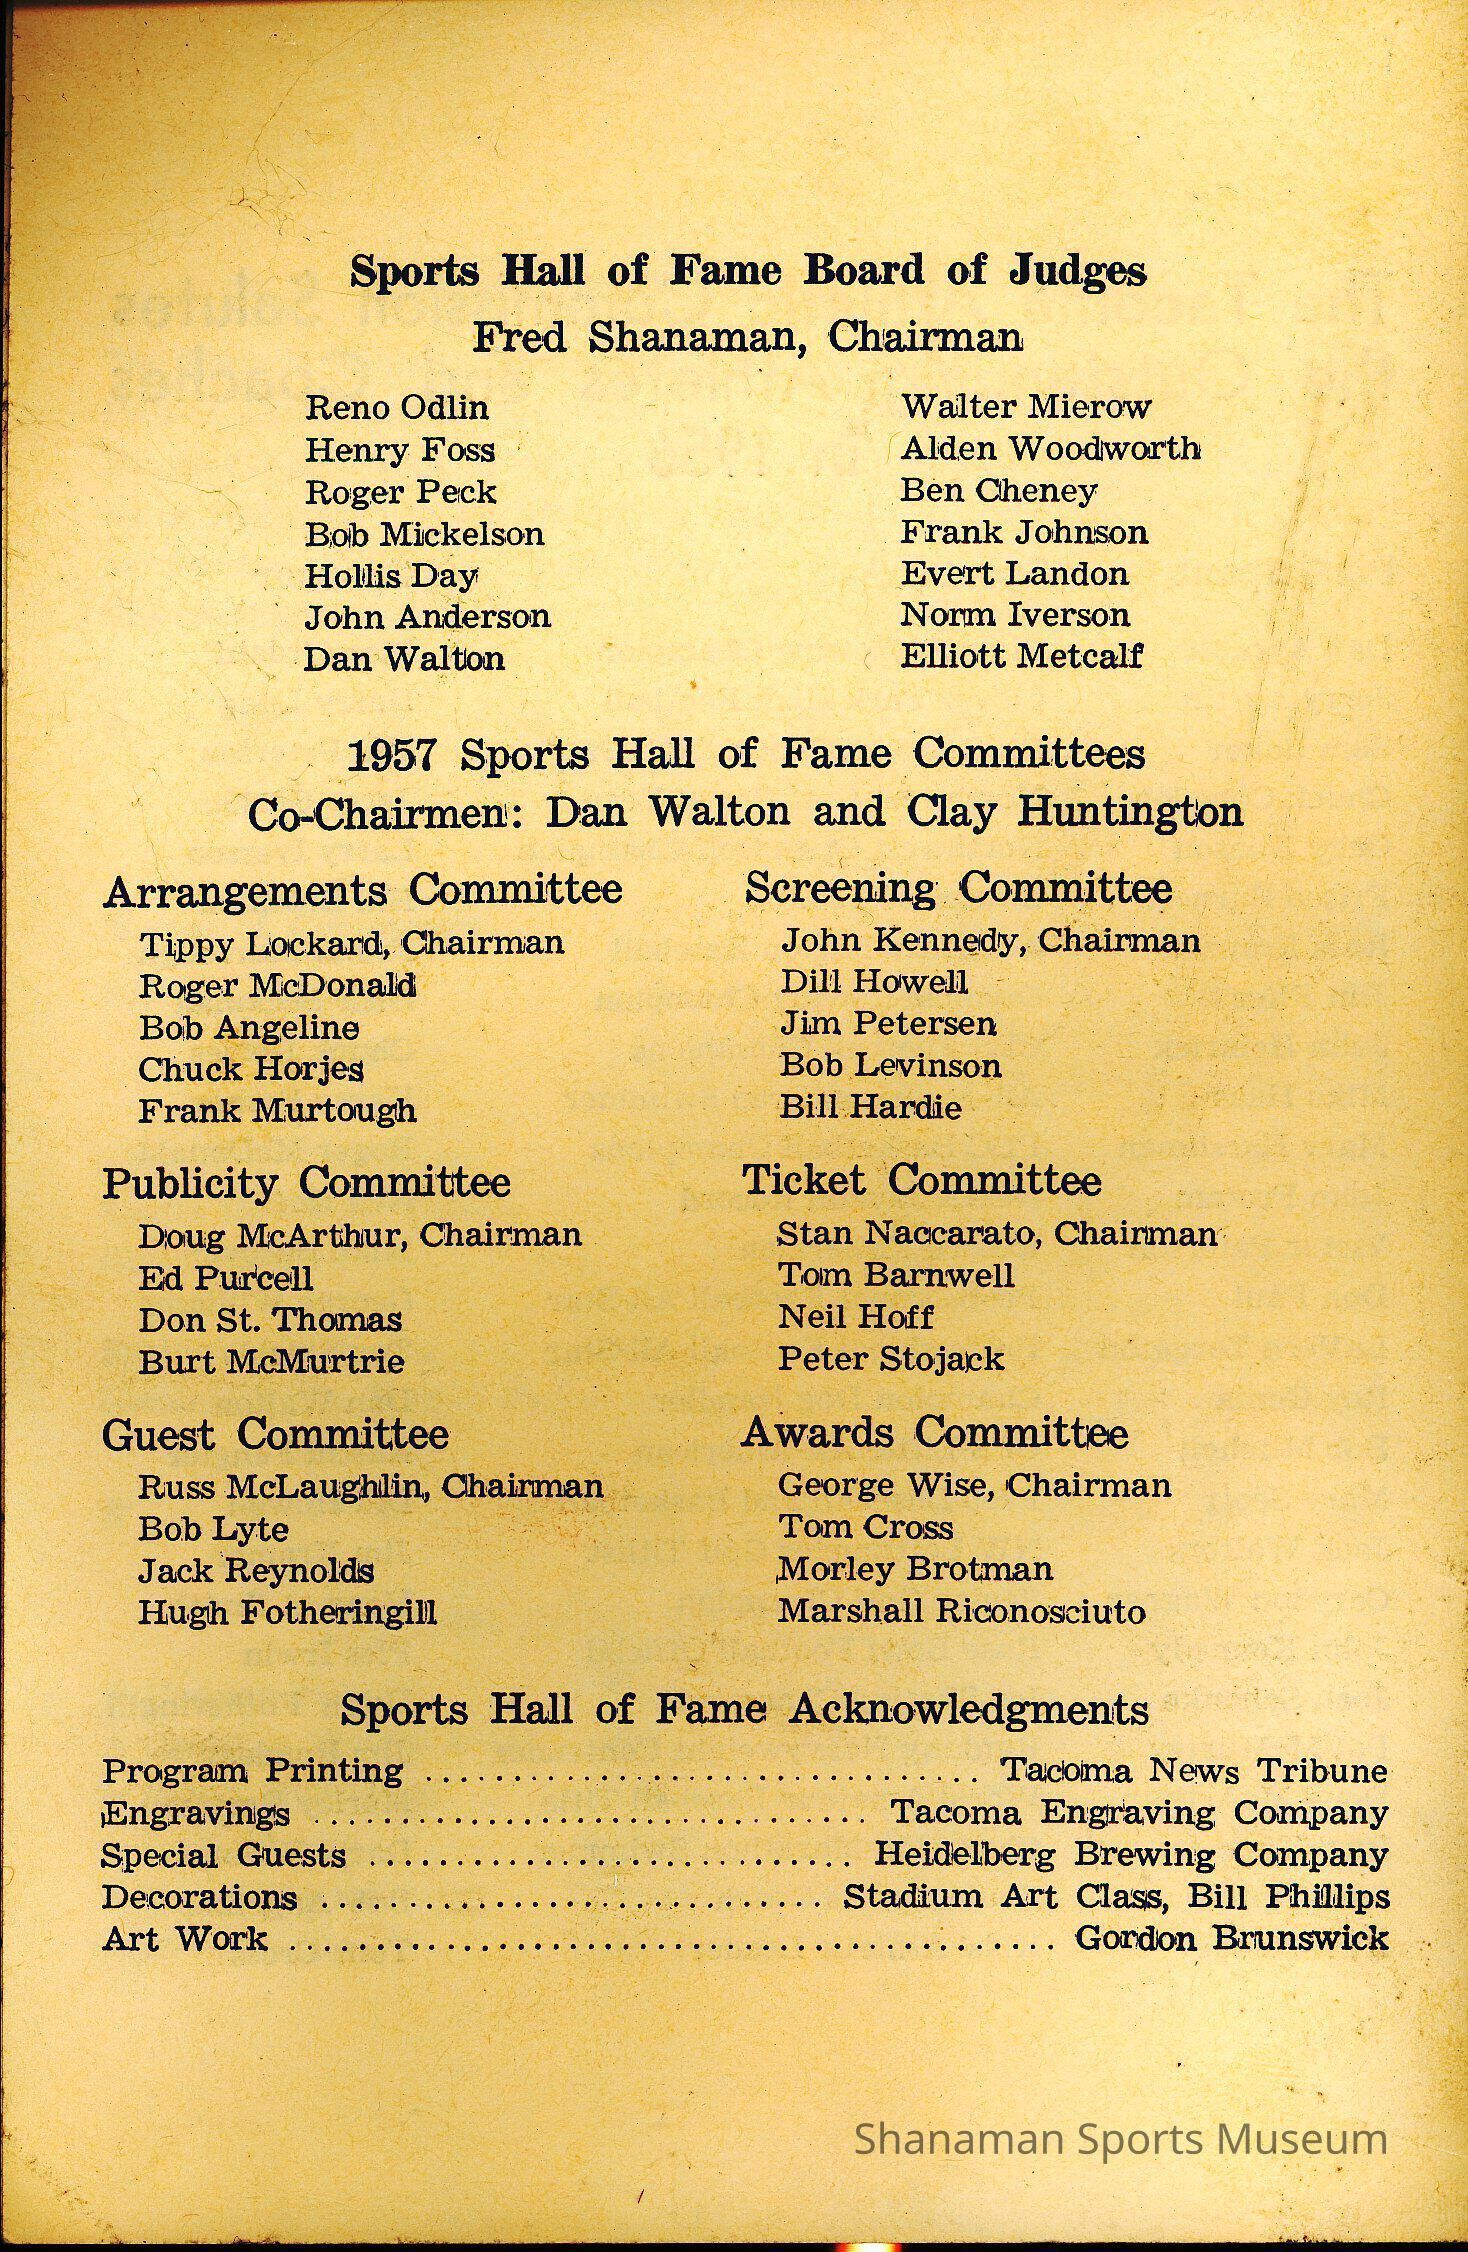 Sports Hall of Fame Board of Judges
Fred Shanaman, Chairman
Reno Odlin
Henry Foss
Roger Peck
Bob Mickelson
Hollis Day
John Anderson
Dan Walton
Walter Mierow
Alden Woodworth
Ben Cheney
Frank Johnson
Evert Landon
Norm Iverson
Elliott Metcalf
1957 Sports Hall of Fame Committees
Co-Chairmen: Dan Walton and Clay Huntington
Arrangements Committee
Tippy Lockard, Chairman
Roger McDonald
Bob Angeline
Chuck Horjes
Frank Murtough
Screening Committee
John Kennedy, Chairman
Dill Howell
Jim Petersen
Bob Levinson
Bill Hardie
Publicity Committee
Doug McArthur, Chairman
Ed Purcell
Don St. Thomas
Burt McMurtrie
Ticket Committee
Stan Naccarato, Chairman
Tom Barnwell
Neil Hoff
Peter Stojack
Guest Committee
Russ McLaughlin, Chairman
Bob Lyte
Jack Reynolds
Hugh Fotheringill
Awards Committee
George Wise, Chairman
Tom Cross
Morley Brotman
Marshall Riconosciuto
Sports Hall of Fame Acknowledgments
Program Printing ................................ Tacoma News Tribune
Engravings ................................ Tacoma Engraving Company
Special Guests ............................ Heidelberg Brewing Company
Decorations ............................. Stadium Art Class, Bill Phillips
Art Work ............................................. Gordon Brunswick
Shanaman Sports Museum